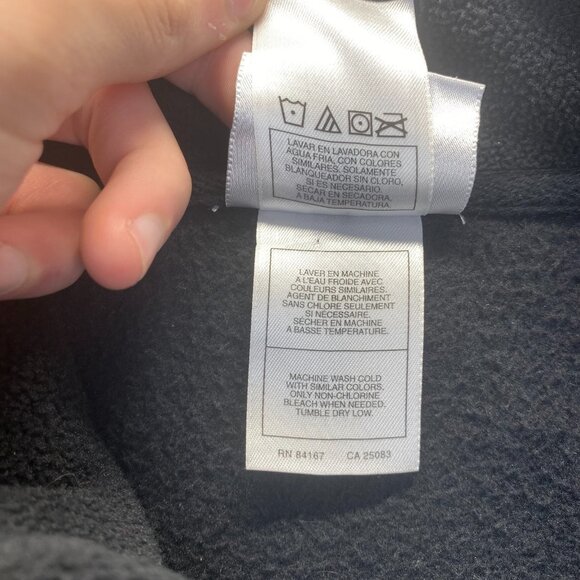 LAVAR EN LAVADORA CON
AGUA FRIA, CON COLORES
SIMILARES. SOLAMENTE
BLANQUEADOR SIN CLORO,
SI ES NECESARIO.
SECAR EN SECADORA
A BAJA TEMPERATURA.
LAVER EN MACHINE
A L'EAU FROIDE AVEC
COULEURS SIMILAIRES.
AGENT DE BLANCHIMENT
SANS CHLORE SEULEMENT
SI NÉCESSAIRE.
SÉCHER EN MACHINE
A BASSE TEMPÉRATURE.
MACHINE WASH COLD
WITH SIMILAR COLORS.
ONLY NON-CHLORINE
BLEACH WHEN NEEDED.
TUMBLE DRY LOW.
RN 84167 CA 25083